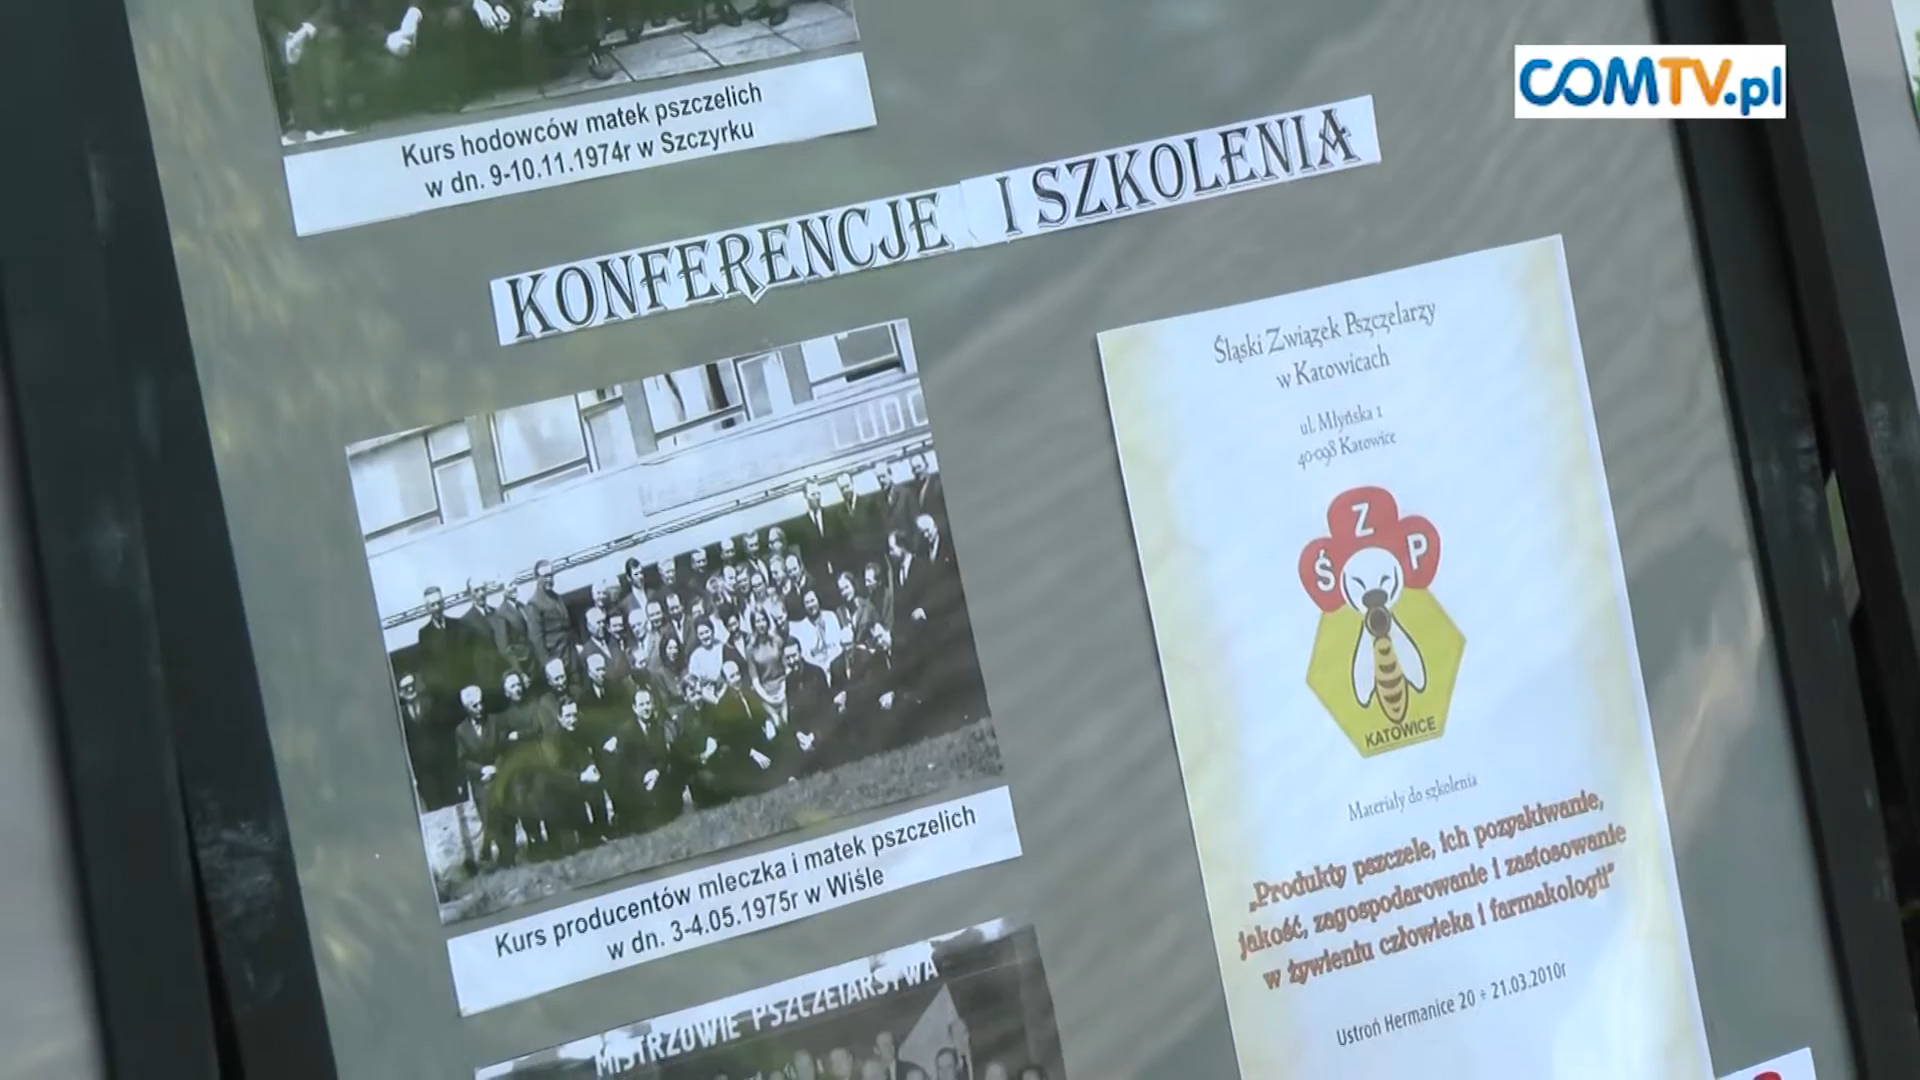 COMTV.pl
Kurs hodowców matek pszczelich
w dn. 9-10.11.1974r w Szczyrku
KONFERENCJE I SZKOLENIA
Kurs producentów mleczka i matek pszczelich
w dn. 3-4.05.1975r w Wiśle
MISTRZOWIE PSZCZELARSTWA
Śląski Związek Pszczelarzy
w Katowicach
ul. Młyńska 1
40-098 Katowice
Ś Z P
KATOWICE
Materiały do szkolenia
„Produkty pszczele, ich pozyskiwanie,
jakość, zagospodarowanie i zastosowanie
w żywieniu człowieka i farmakologii"
Ustroń Hermanice 20 ÷ 21.03.2010r